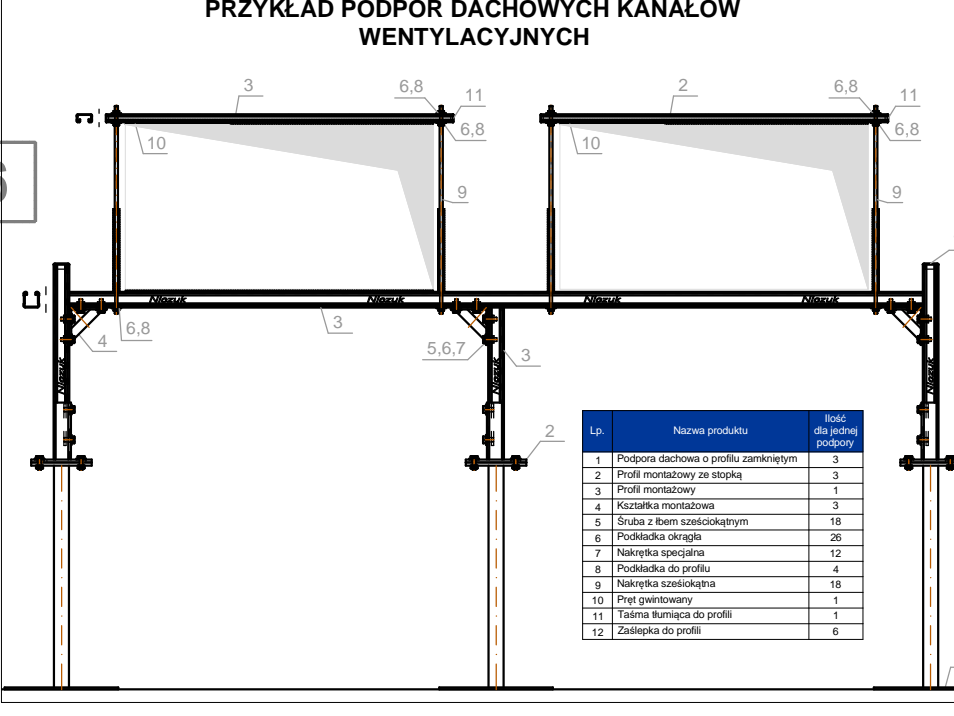 PRZYKŁAD PODPÓR DACHOWYCH KANAŁÓW
WENTYLACYJNYCH
3
6,8
11
6,8
10
9
2
6,8
11
6,8
10
9
Niczuk
Niczuk
Niczuk
Niczuk
6,8
4
3
5,6,7
3
2
Niczuk
Niczuk
Niczuk
Lp. Nazwa produktu Ilość
dla jednej
podpory
1 Podpora dachowa o profilu zamkniętym 3
2 Profil montażowy ze stopką 3
3 Profil montażowy 1
4 Kształtka montażowa 3
5 Śruba z łbem sześciokątnym 18
6 Podkładka okrągła 26
7 Nakrętka specjalna 12
8 Podkładka do profilu 4
9 Nakrętka sześiokątna 18
10 Pręt gwintowany 1
11 Taśma tłumiąca do profili 1
12 Zaślepka do profili 6